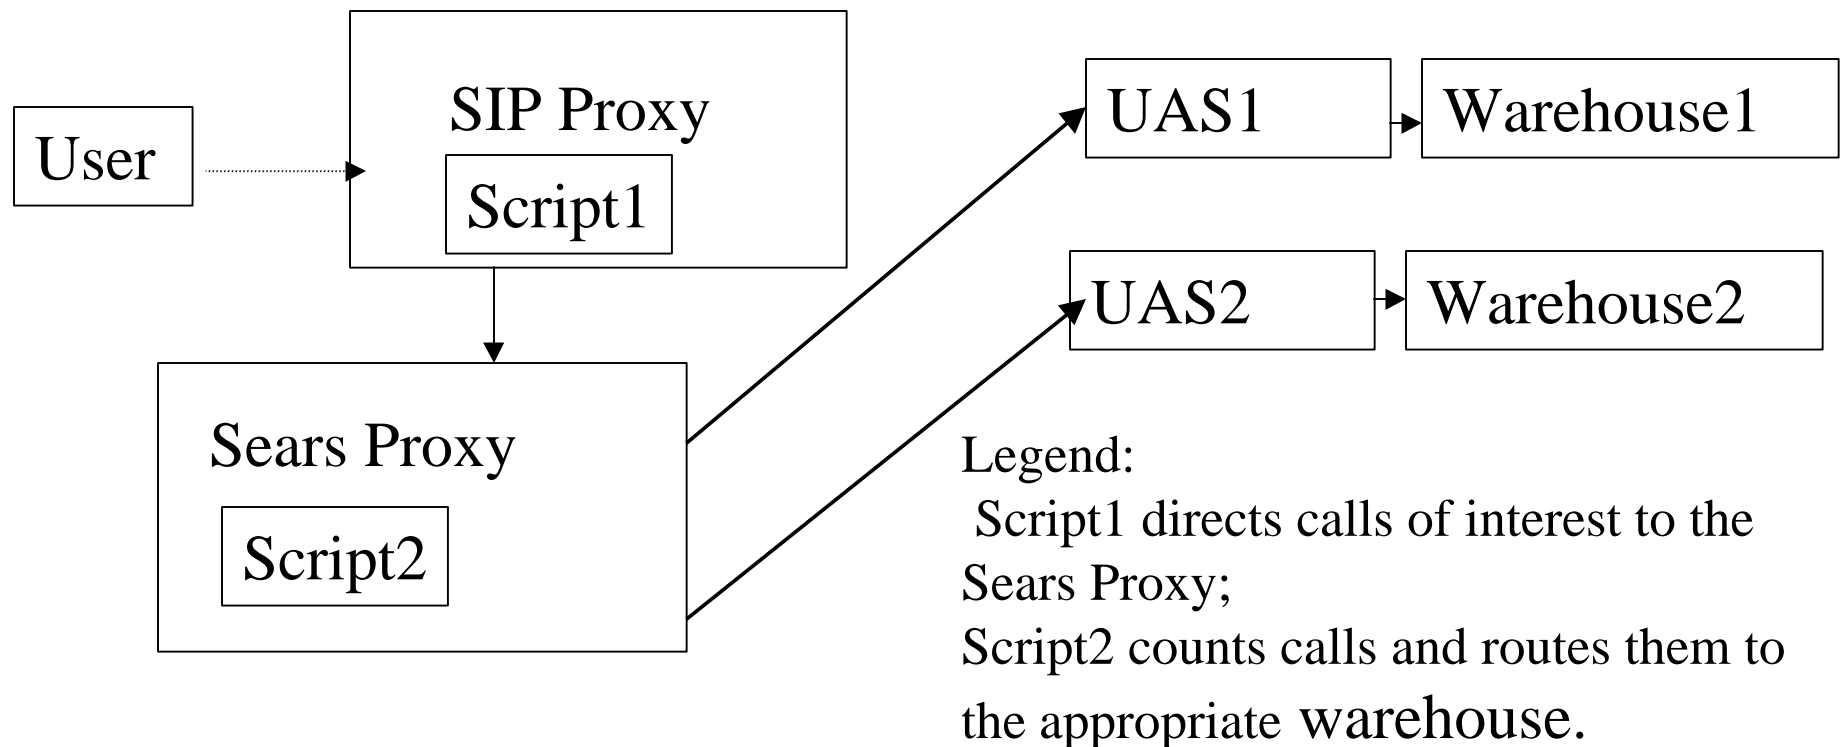 User
SIP Proxy
Script1
UAS1
Warehouse1
UAS2
Warehouse2
Sears Proxy
Script2
Legend:
Script1 directs calls of interest to the
Sears Proxy;
Script2 counts calls and routes them to
the appropriate warehouse.